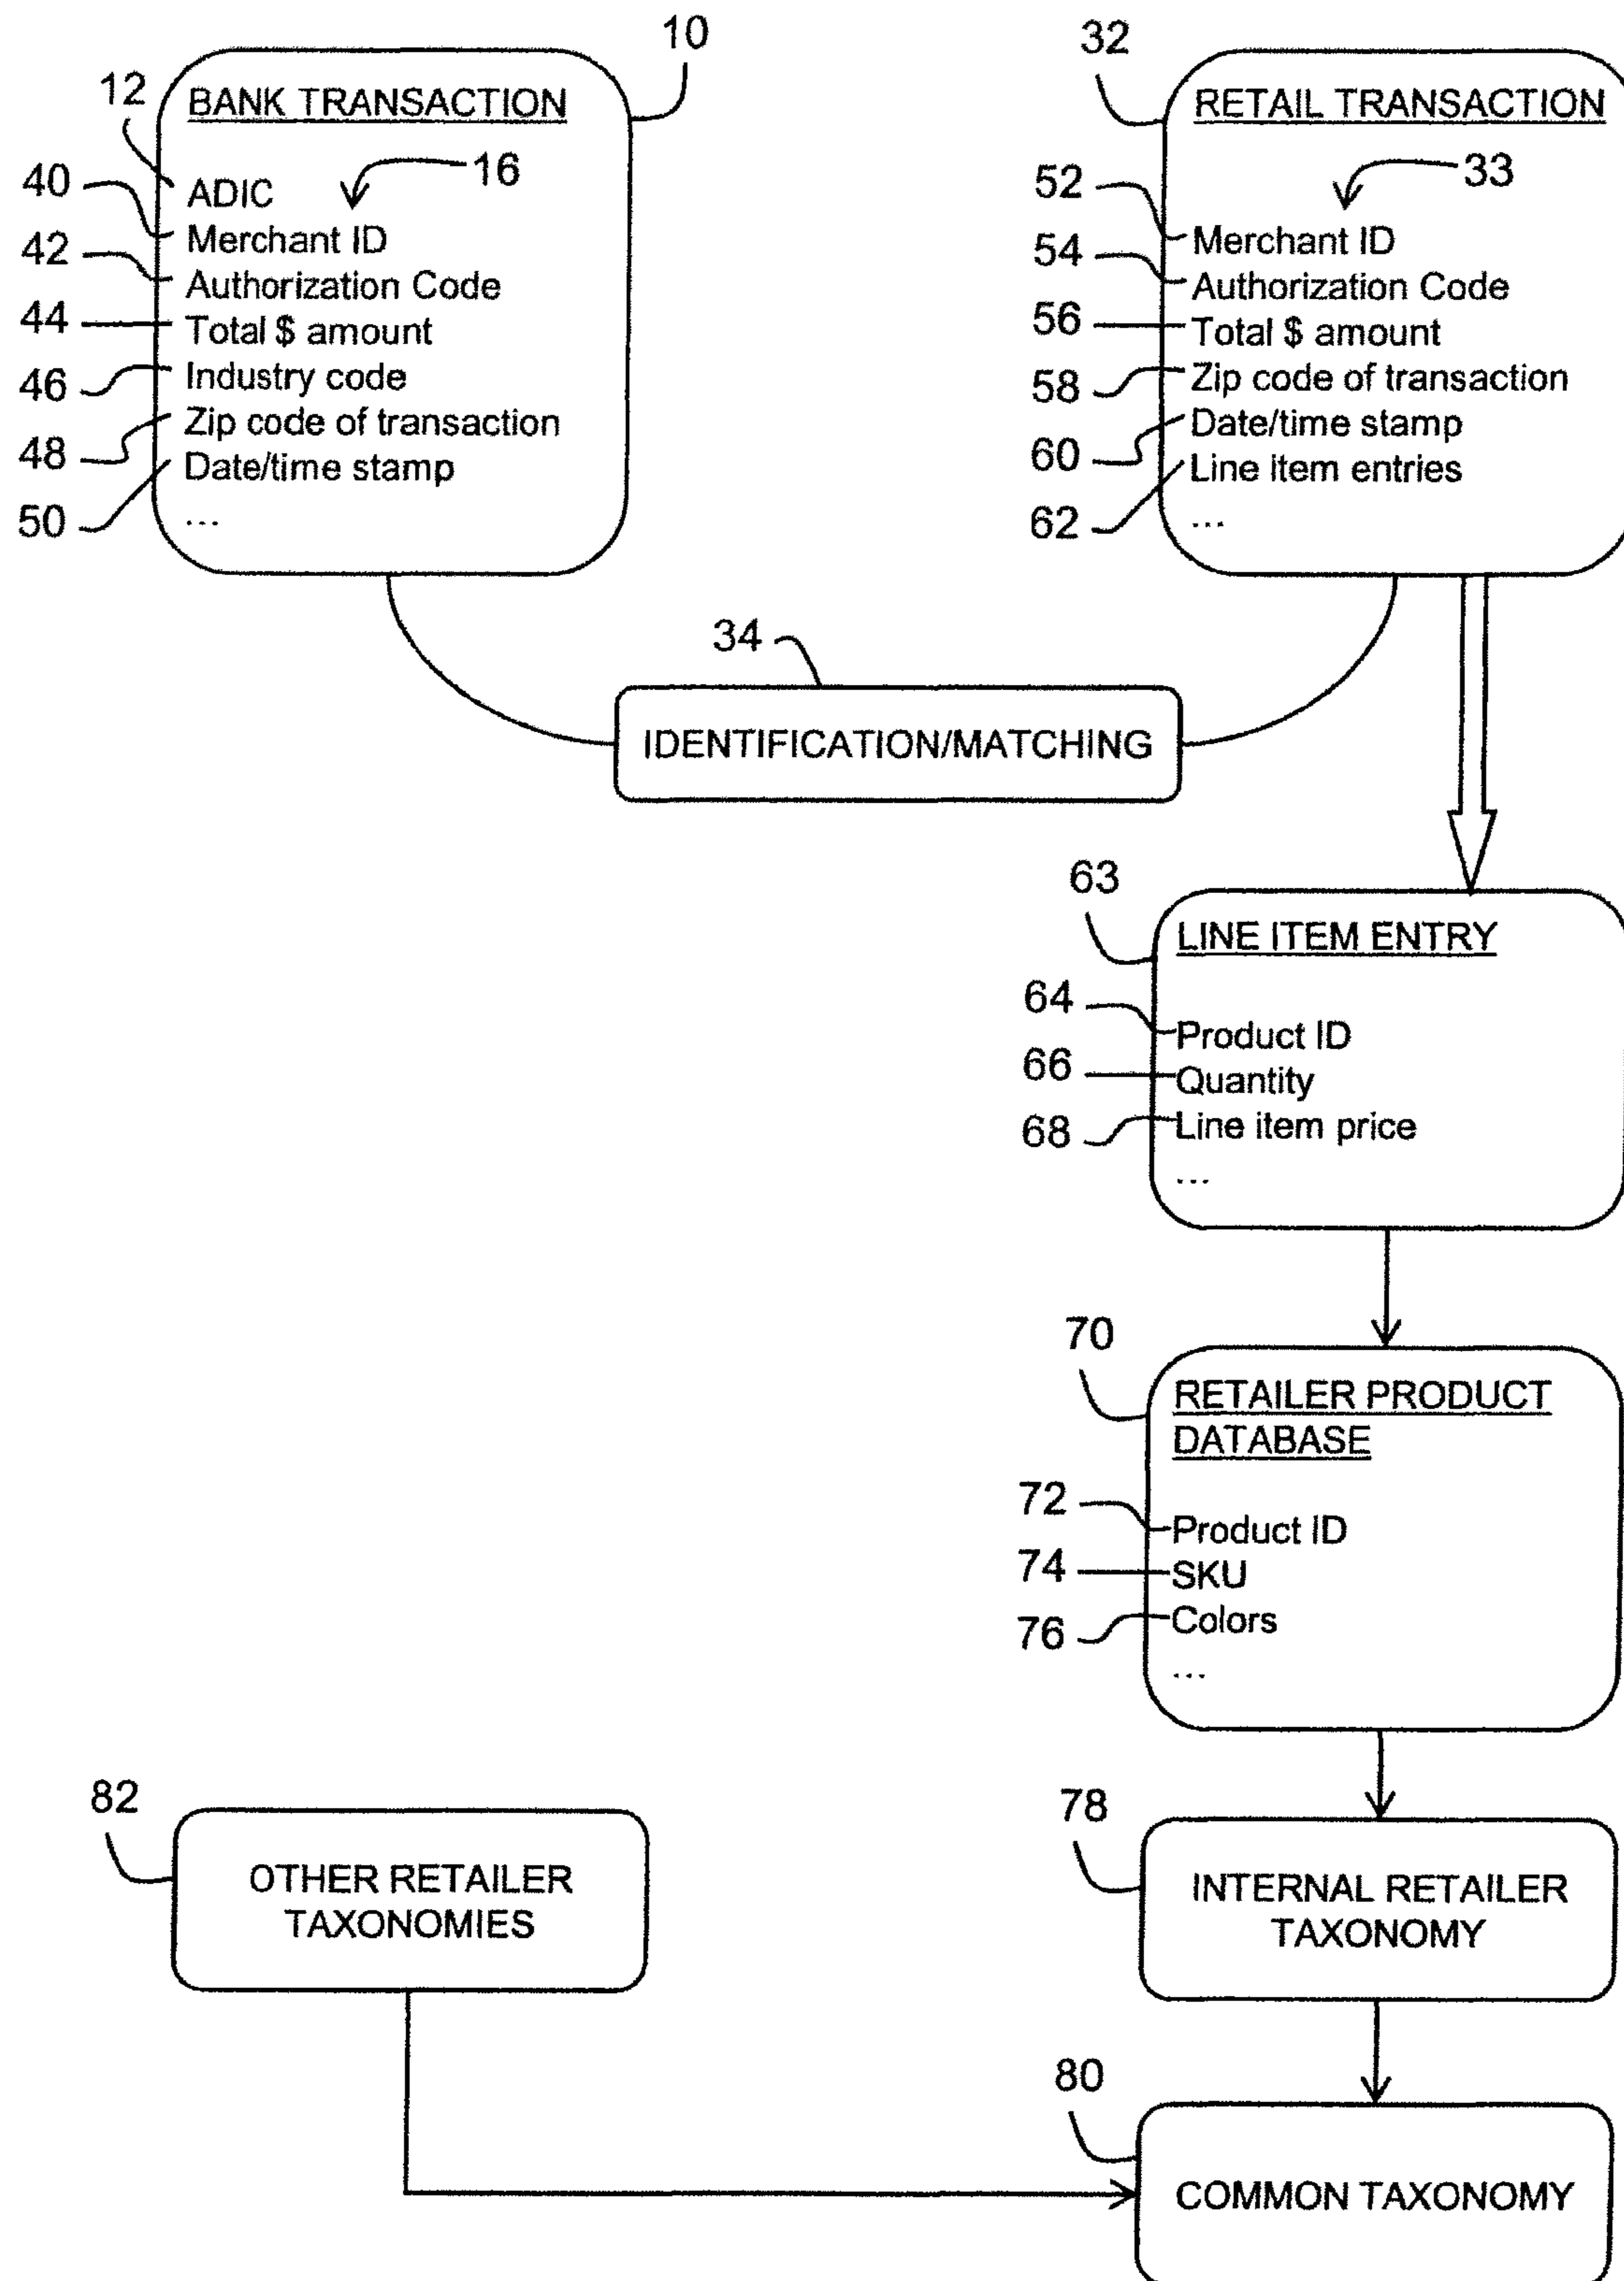 10
12
BANK TRANSACTION
16
ADIC
40
Merchant ID
42
Authorization Code
44
Total $ amount
46
Industry code
48
Zip code of transaction
50
Date/time stamp
...
32
RETAIL TRANSACTION
33
52
Merchant ID
54
Authorization Code
56
Total $ amount
58
Zip code of transaction
60
Date/time stamp
62
Line item entries
...
34
IDENTIFICATION/MATCHING
63
LINE ITEM ENTRY
64
Product ID
66
Quantity
68
Line item price
...
70
RETAILER PRODUCT
DATABASE
72
Product ID
74
SKU
76
Colors
...
82
OTHER RETAILER
TAXONOMIES
78
INTERNAL RETAILER
TAXONOMY
80
COMMON TAXONOMY